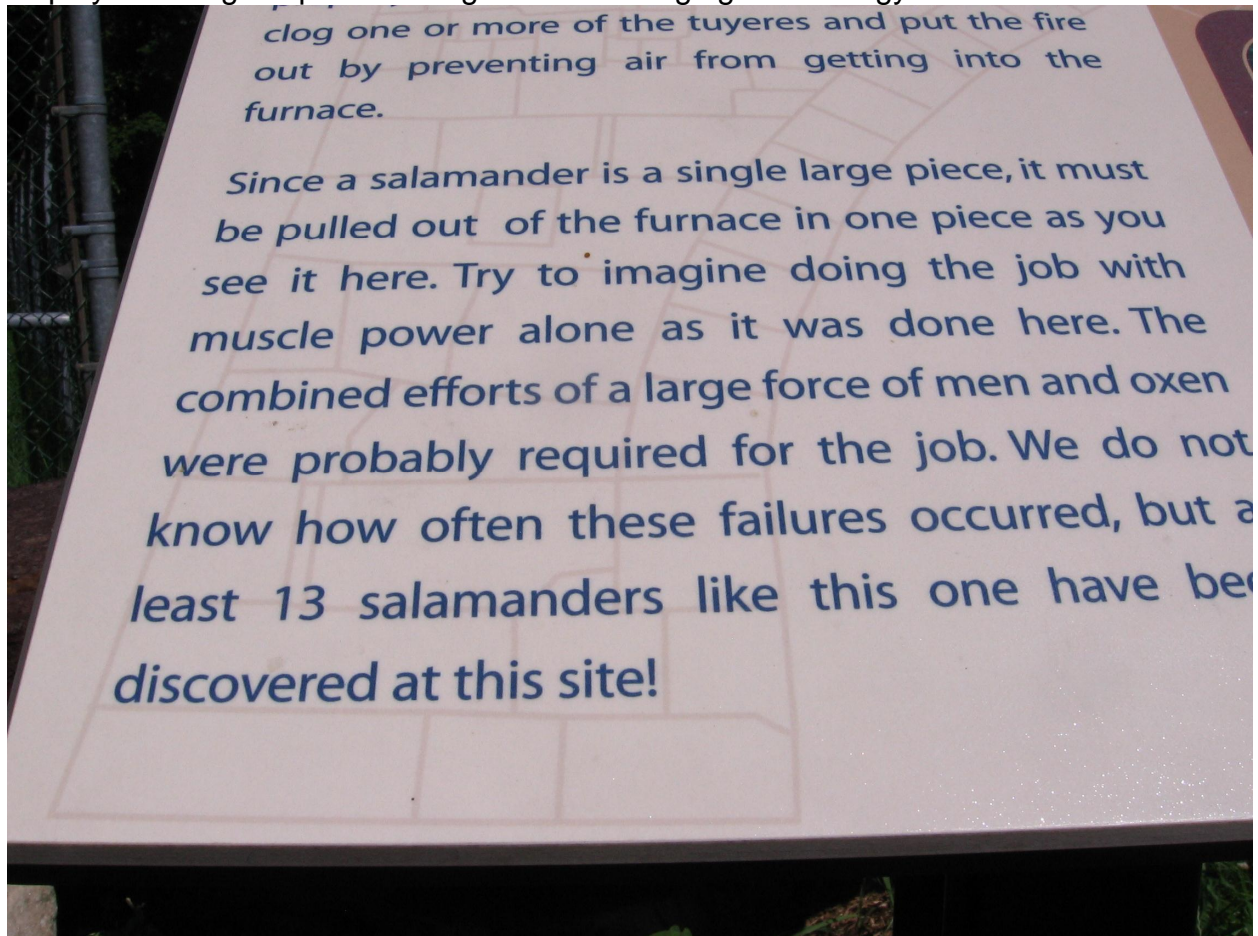 clog one or more of the tuyeres and put the fire
out by preventing air from getting into the
furnace.
Since a salamander is a single large piece, it must
be pulled out of the furnace in one piece as you
see it here. Try to imagine doing the job with
muscle power alone as it was done here. The
combined efforts of a large force of men and oxen
were probably required for the job. We do not
know how often these failures occurred, but a
least 13 salamanders like this one have bee
discovered at this site!